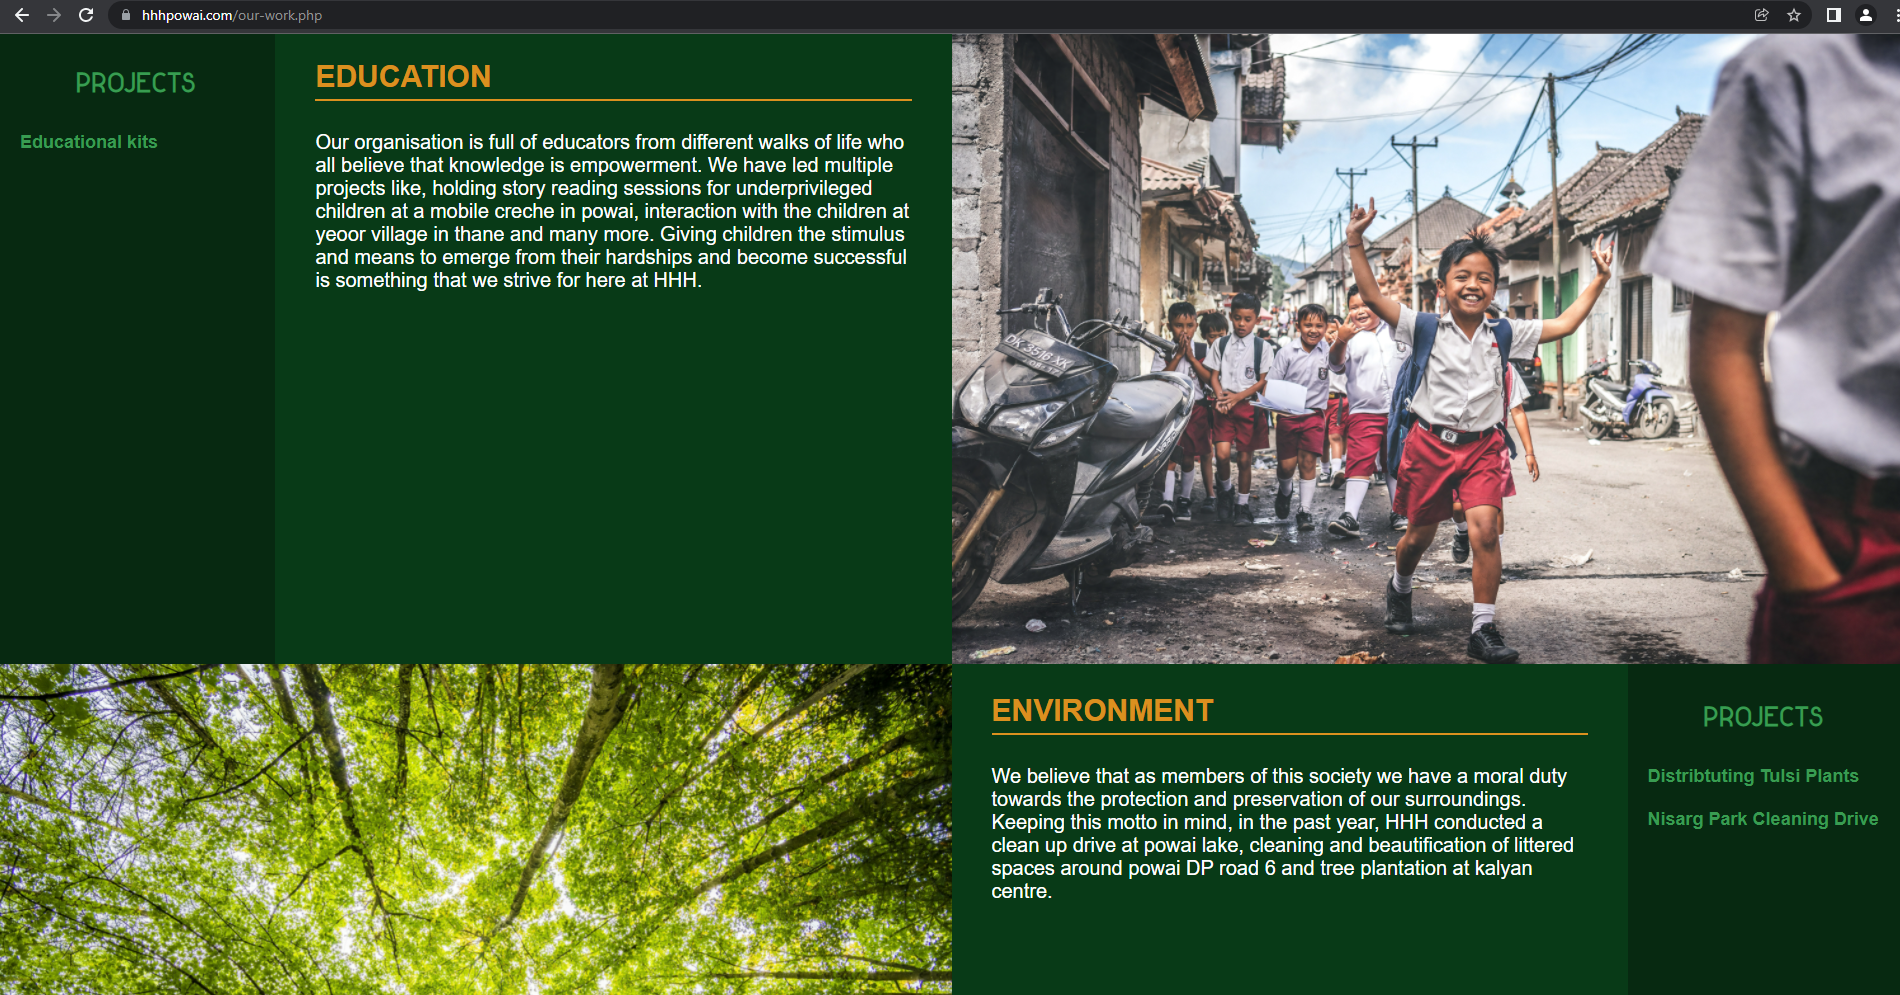 hhhpowai.com/our-work.php
PROJECTS
Educational kits
EDUCATION
Our organisation is full of educators from different walks of life who
all believe that knowledge is empowerment. We have led multiple
projects like, holding story reading sessions for underprivileged
children at a mobile creche in powai, interaction with the children at
yeoor village in thane and many more. Giving children the stimulus
and means to emerge from their hardships and become successful
is something that we strive for here at HHH.
DK 3516 XK
ENVIRONMENT
We believe that as members of this society we have a moral duty
towards the protection and preservation of our surroundings.
Keeping this motto in mind, in the past year, HHH conducted a
clean up drive at powai lake, cleaning and beautification of littered
spaces around powai DP road 6 and tree plantation at kalyan
centre.
PROJECTS
Distribtuting Tulsi Plants
Nisarg Park Cleaning Drive